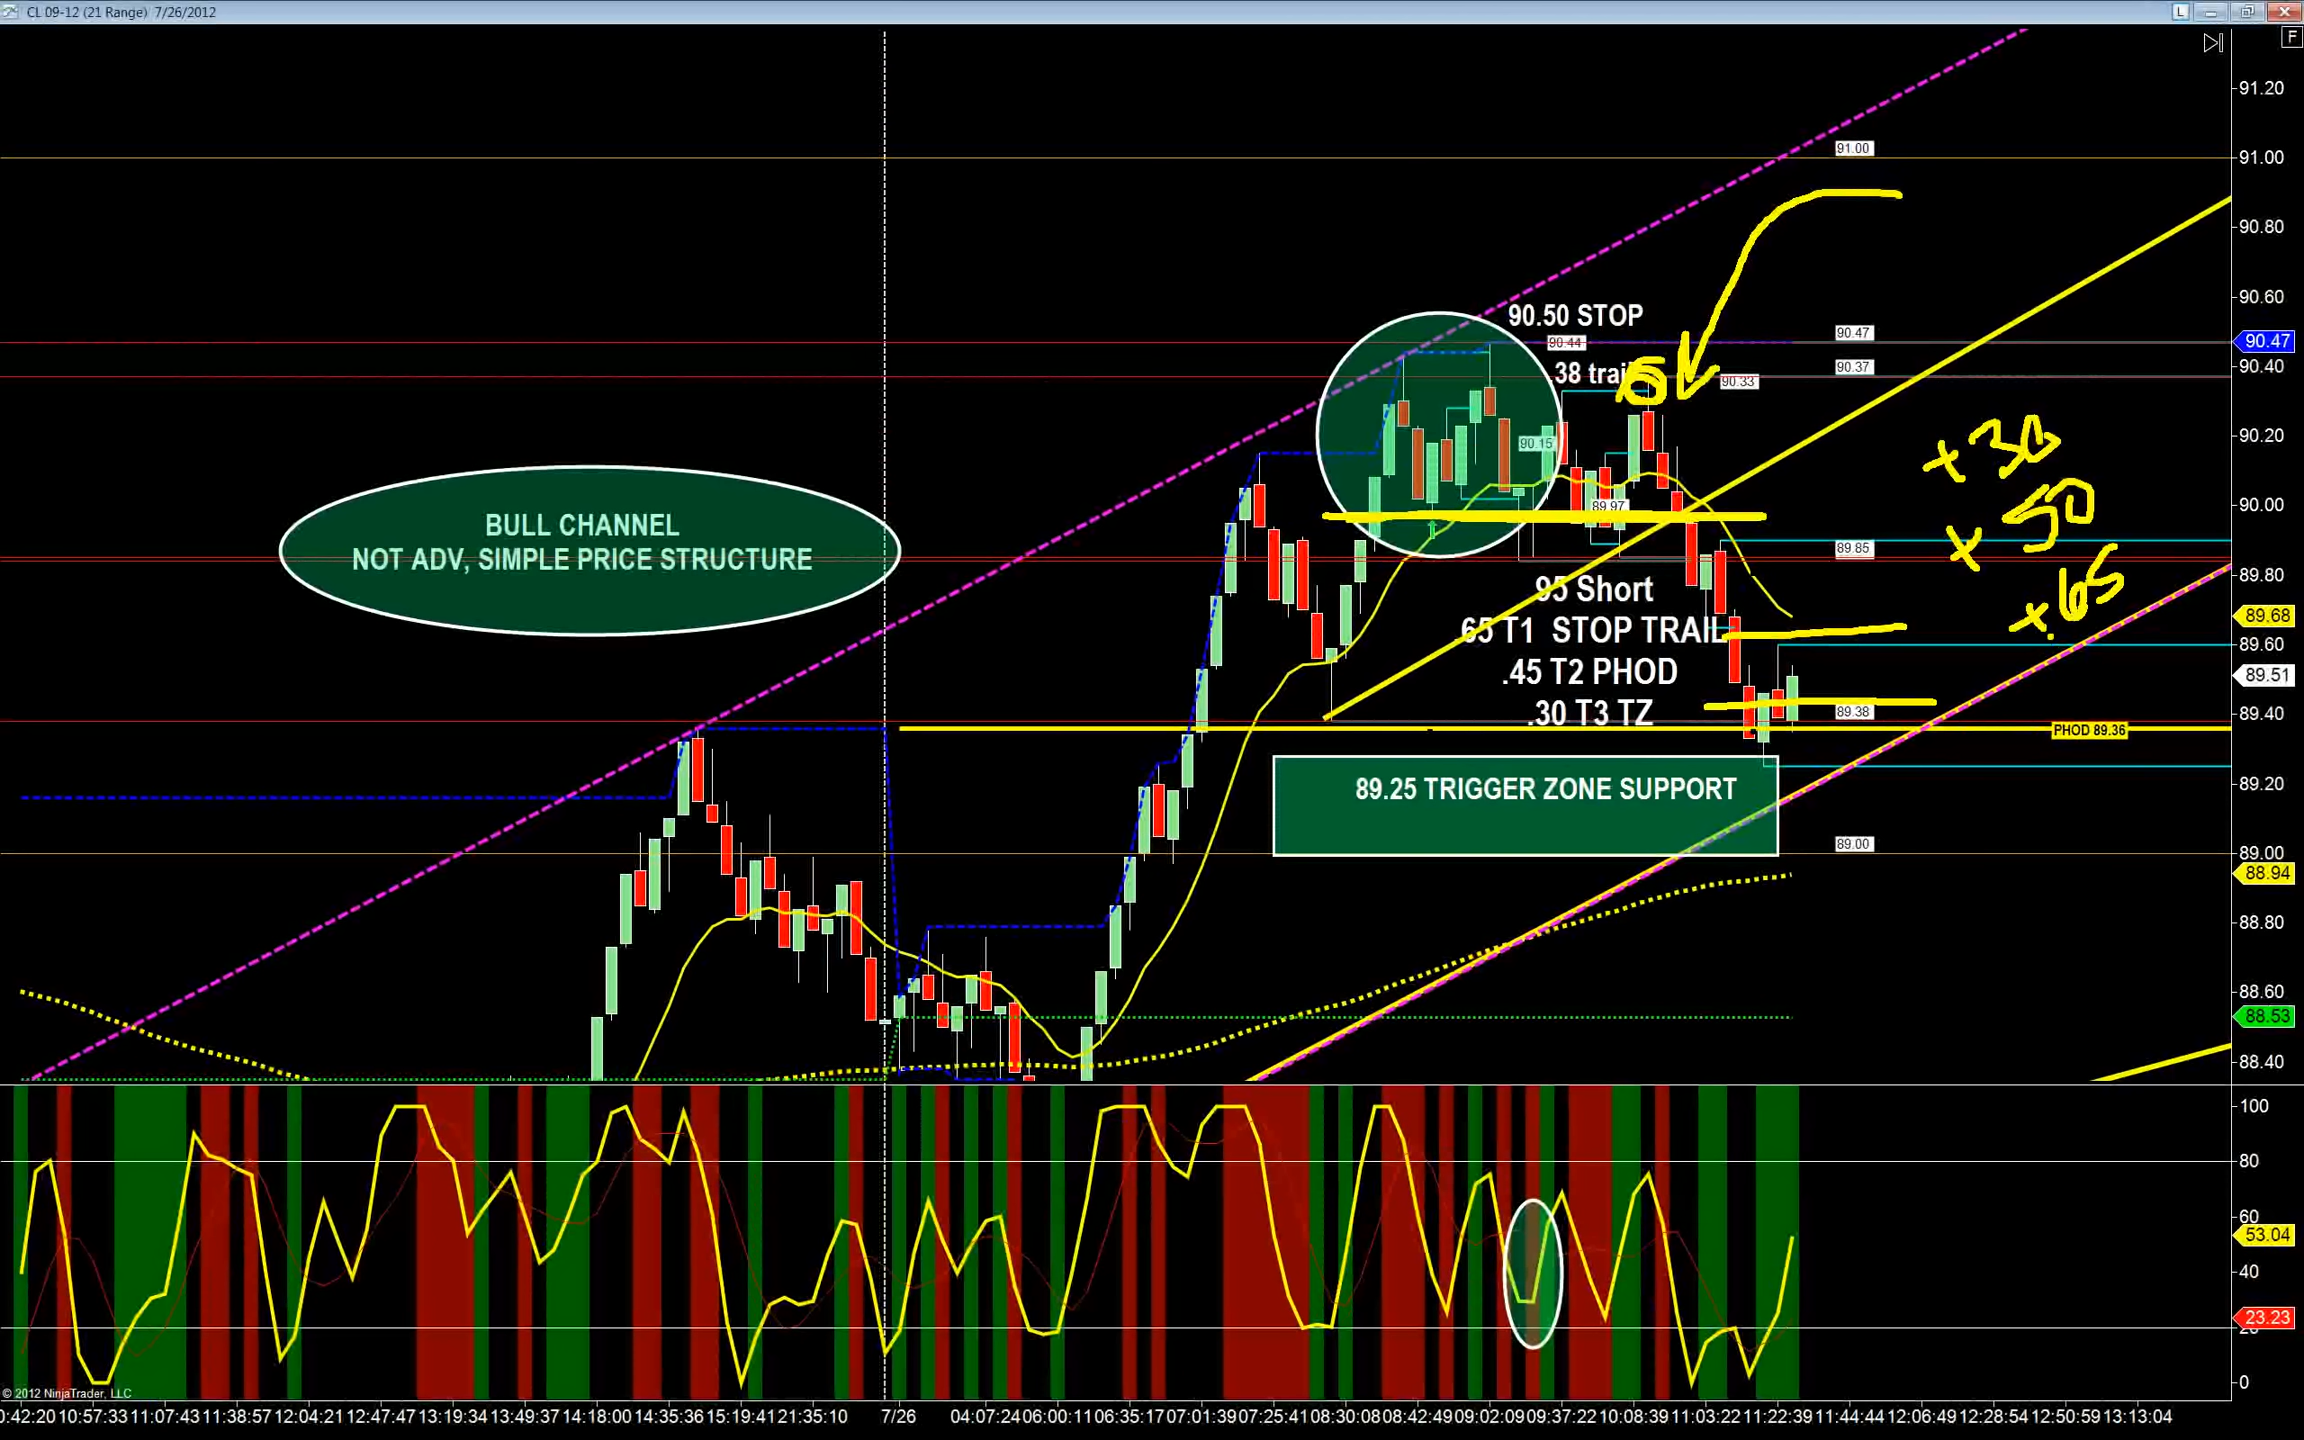 CL 09-12 (21 Range) 7/26/2012
L
F
91.20
91.00
91.00
90.80
90.60
90.50 STOP
90.47
90.47
90.44
90.40
90.37
.38 trail
90.33
90.20
90.15
+30
50
+.65
90.00
89.97
BULL CHANNEL
NOT ADV, SIMPLE PRICE STRUCTURE
89.85
89.80
95 Short
65 T1 STOP TRAIL
.45 T2 PHOD
.30 T3 TZ
89.68
89.60
89.51
89.40
89.38
PHOD 89.36
89.25 TRIGGER ZONE SUPPORT
89.20
89.00
89.00
88.94
88.80
88.60
88.53
88.40
100
80
60
53.04
40
23.23
0
© 2012 NinjaTrader, LLC
0:42:20 10:57:33 11:07:43 11:38:57 12:04:21 12:47:47 13:19:34 13:49:37 14:18:00 14:35:36 15:19:41 21:35:10 7/26 04:07:24 06:00:11 06:35:17 07:01:39 07:25:41 08:30:08 08:42:49 09:02:09 09:37:22 10:08:39 11:03:22 11:22:39 11:44:44 12:06:49 12:28:54 12:50:59 13:13:04